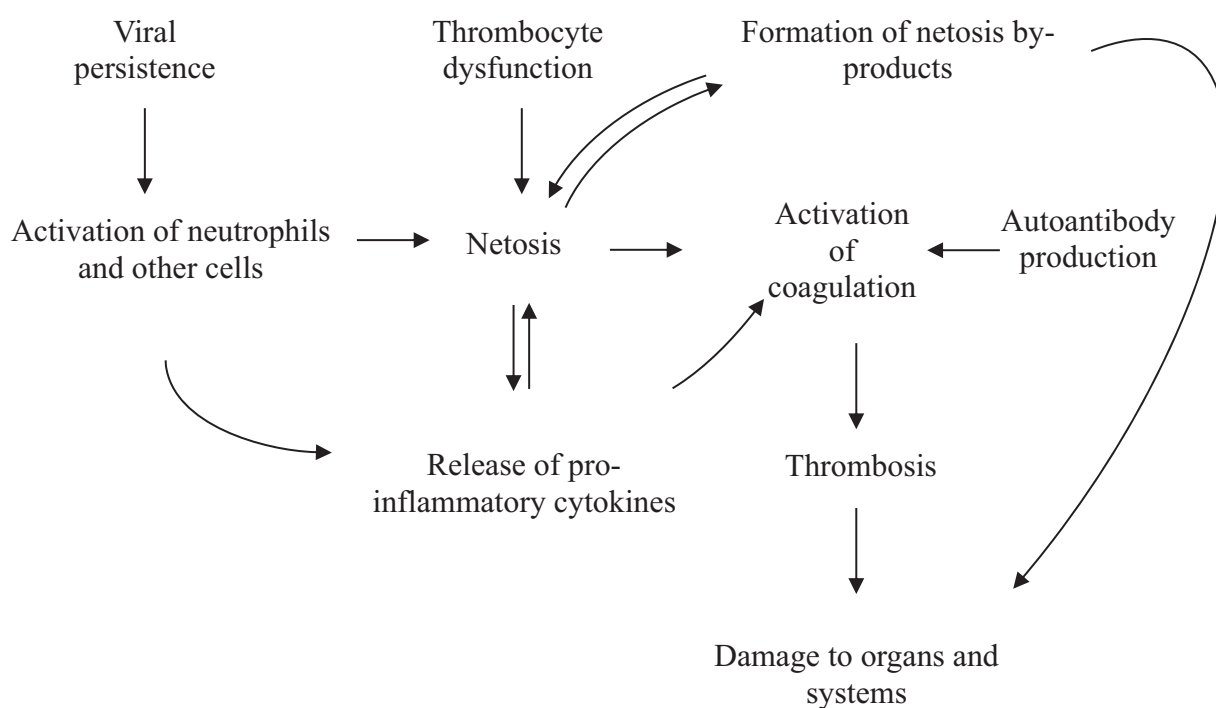 Viral
persistence
Thrombocyte
dysfunction
Formation of netosis by-
products
Activation of neutrophils
and other cells
Netosis
Activation
of
coagulation
Autoantibody
production
Release of pro-
inflammatory cytokines
Thrombosis
Damage to organs and
systems